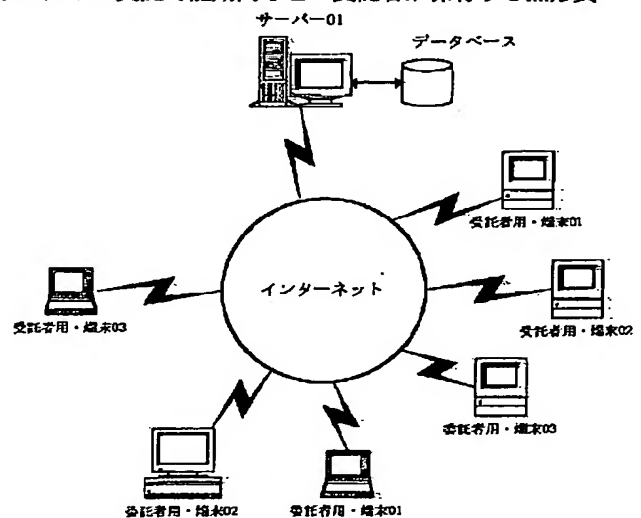 サーバー01
データベース
受託者用・端末01
インターネット
受託者用・端末03
受託者用・端末02
委託者用・端末03
委託者用・端末02
委託者用・端末01